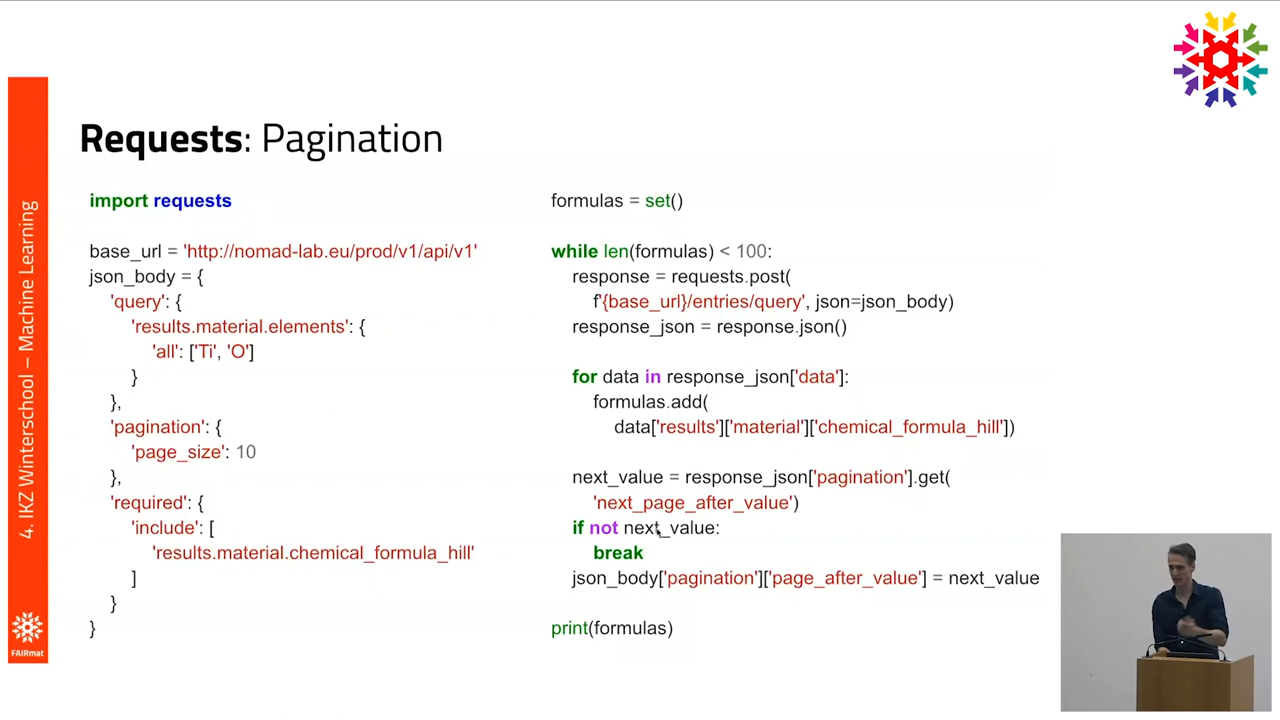 Requests: Pagination
import requests
base_url = 'http://nomad-lab.eu/prod/v1/api/v1'
json_body = {
'query': {
'results.material.elements': {
'all': ['Ti', 'O']
}
},
'pagination': {
'page_size': 10
},
'required': {
'include': [
'results.material.chemical_formula_hill'
]
}
}
formulas = set()
while len(formulas) < 100:
response = requests.post(
f'{base_url}/entries/query', json=json_body)
response_json = response.json()
for data in response_json['data']:
formulas.add(
data['results']['material']['chemical_formula_hill'])
next_value = response_json['pagination'].get(
'next_page_after_value')
if not next_value:
break
json_body['pagination']['page_after_value'] = next_value
print(formulas)
4. IKZ Winterschool – Machine Learning
FAIRmat